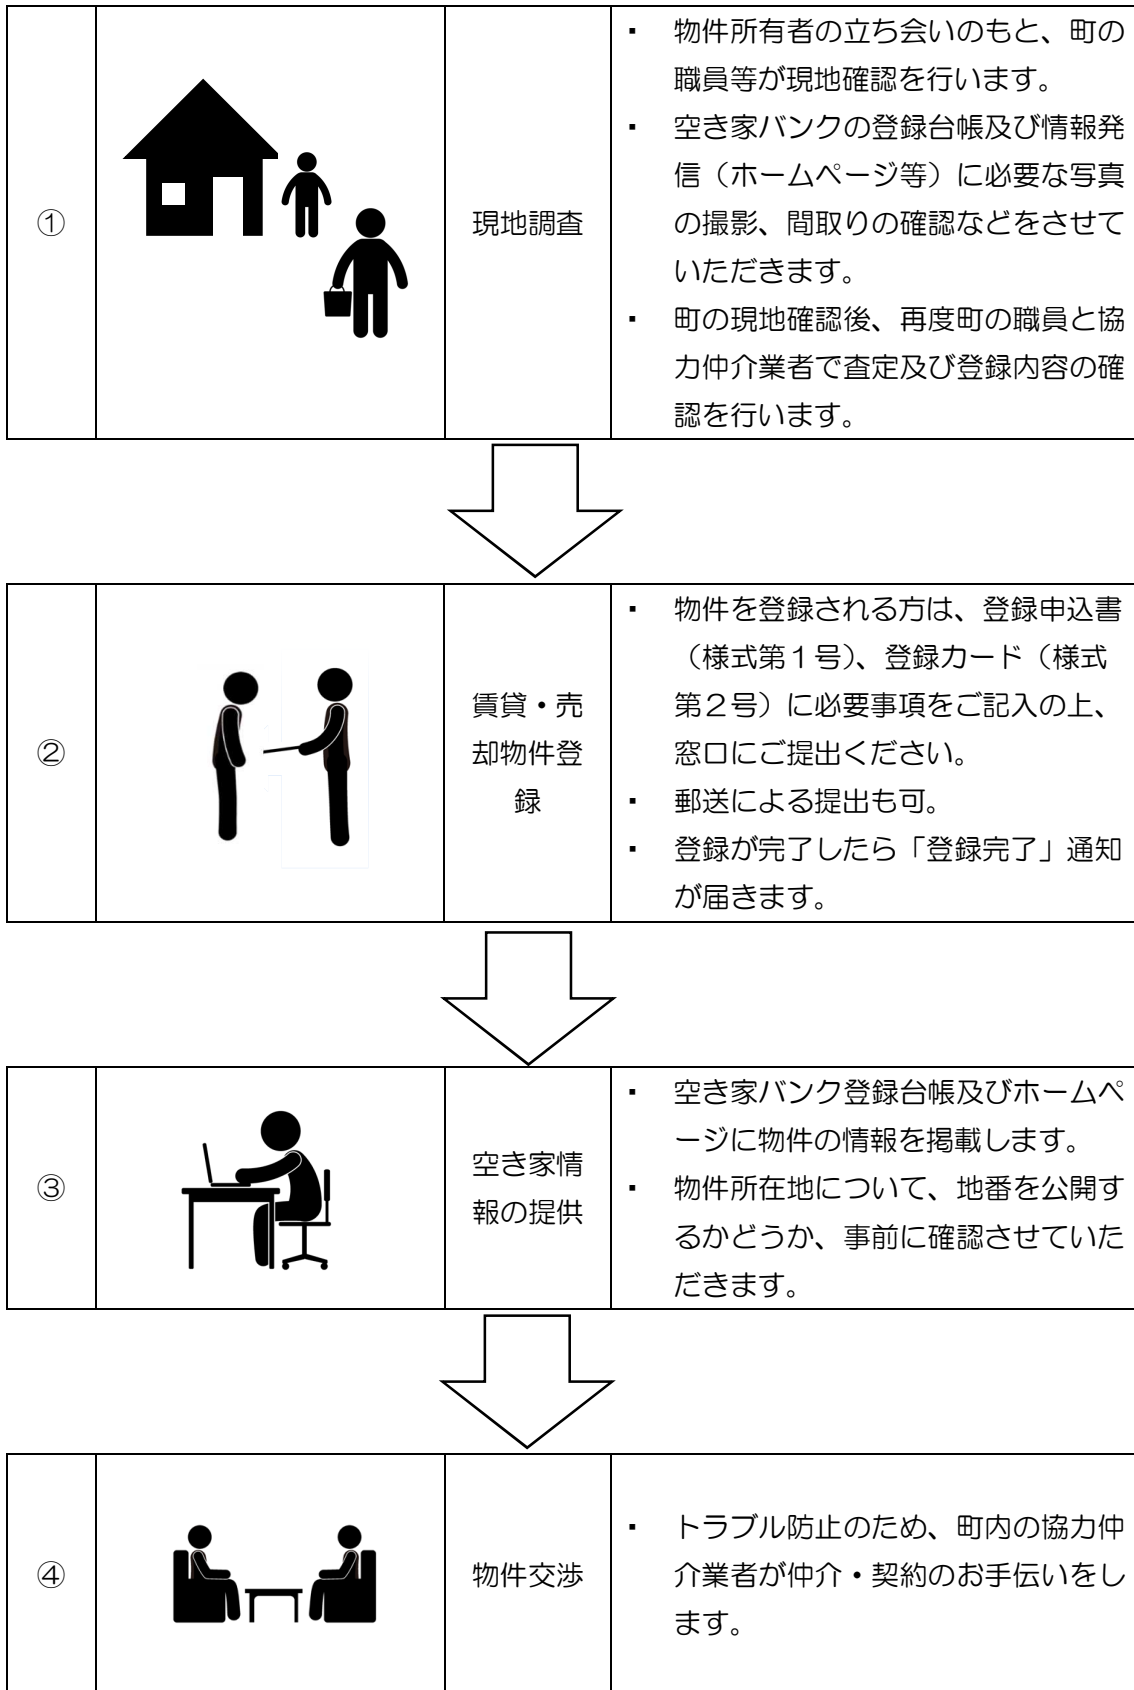 ①
現地調査
▪ 物件所有者の立ち会いのもと、町の
職員等が現地確認を行います。
▪ 空き家バンクの登録台帳及び情報発
信（ホームページ等）に必要な写真
の撮影、間取りの確認などをさせて
いただきます。
▪ 町の現地確認後、再度町の職員と協
力仲介業者で査定及び登録内容の確
認を行います。
②
賃貸・売
却物件登
録
▪ 物件を登録される方は、登録申込書
（様式第１号）、登録カード（様式
第２号）に必要事項をご記入の上、
窓口にご提出ください。
▪ 郵送による提出も可。
▪ 登録が完了したら「登録完了」通知
が届きます。
③
空き家情
報の提供
▪ 空き家バンク登録台帳及びホームペ
ージに物件の情報を掲載します。
▪ 物件所在地について、地番を公開す
るかどうか、事前に確認させていた
だきます。
④
物件交渉
▪ トラブル防止のため、町内の協力仲
介業者が仲介・契約のお手伝いをし
ます。